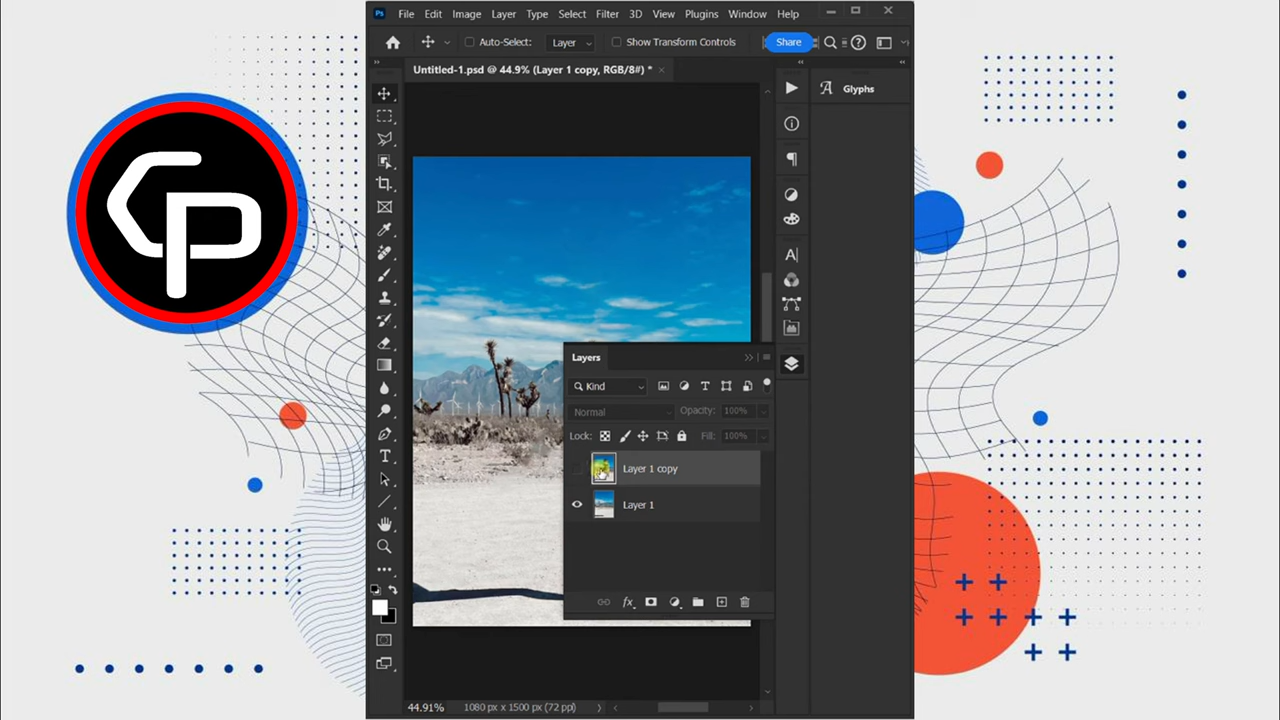 CP
Ps File Edit Image Layer Type Select Filter 3D View Plugins Window Help
Auto-Select: Layer Show Transform Controls Share
Untitled-1.psd @ 44.9% (Layer 1 copy, RGB/8#) *
Glyphs
Layers
Kind
Normal Opacity: 100%
Lock: Fill: 100%
Layer 1 copy
Layer 1
fx
44.91% 1080 px x 1500 px (72 ppi)